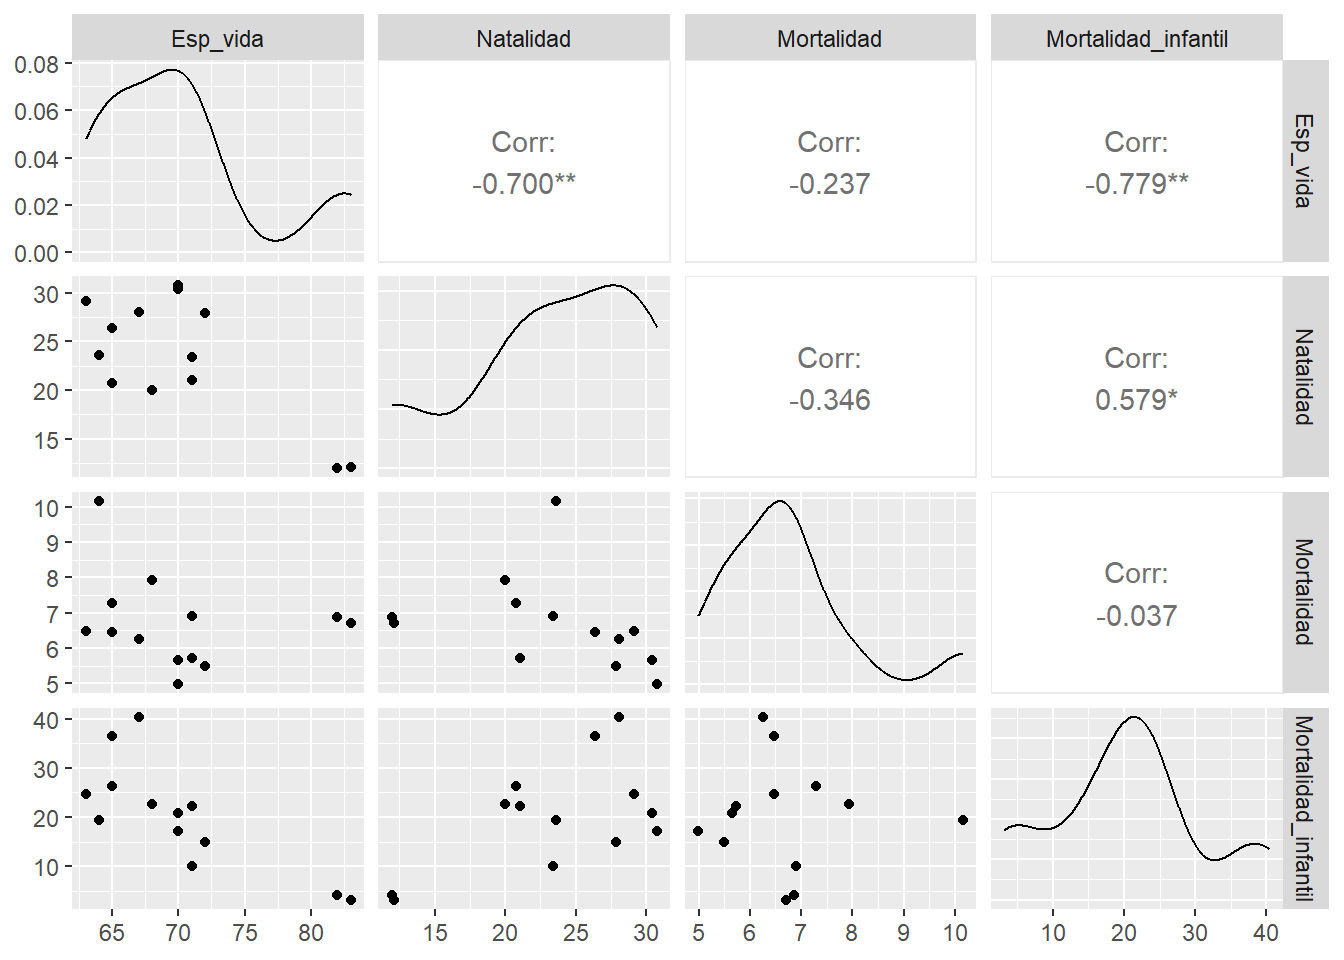 Esp_vida
Natalidad
Mortalidad
Mortalidad_infantil
0.08
0.06
0.04
0.02
0.00
Corr:
-0.700**
Corr:
-0.237
Corr:
-0.779**
Esp_vida
30
25
20
15
Corr:
-0.346
Corr:
0.579*
Natalidad
10
9
8
7
6
5
Corr:
-0.037
Mortalidad
40
30
20
10
Mortalidad_infantil
65 70 75 80
15 20 25 30
5 6 7 8 9 10
10 20 30 40